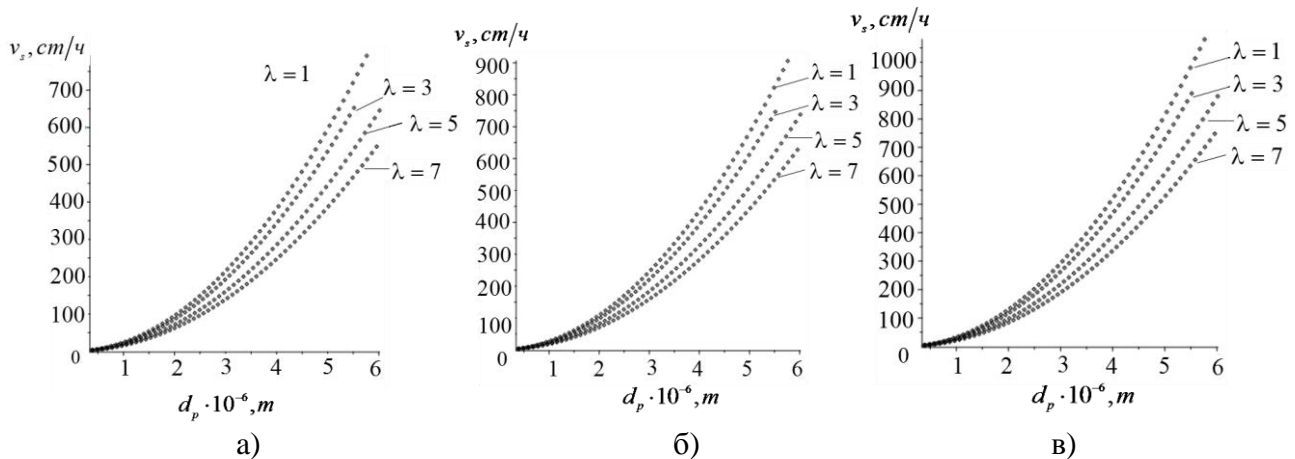 v_s, cm/ч
700
600
500
400
300
200
100
0
1 2 3 4 5 6
d_p · 10⁻⁶, m
λ = 1
λ = 3
λ = 5
λ = 7
а)
v_s, cm/ч
900
800
700
600
500
400
300
200
100
0
1 2 3 4 5 6
d_p · 10⁻⁶, m
λ = 1
λ = 3
λ = 5
λ = 7
б)
v_s, cm/ч
1000
900
800
700
600
500
400
300
200
100
0
1 2 3 4 5 6
d_p · 10⁻⁶, m
λ = 1
λ = 3
λ = 5
λ = 7
в)